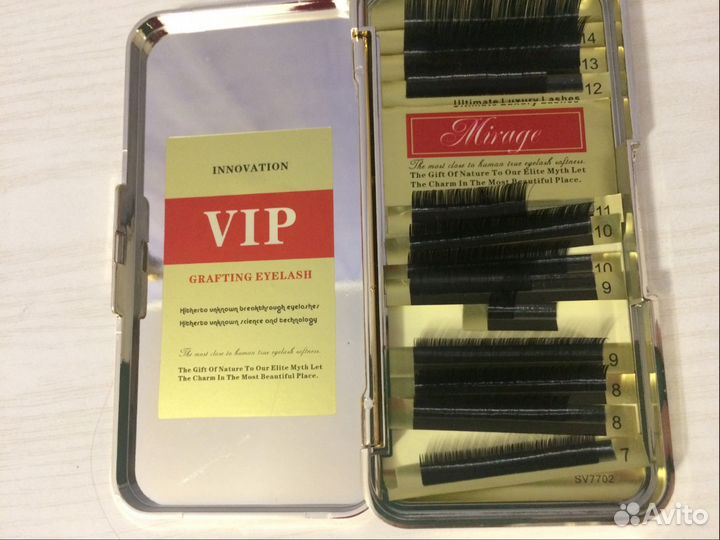 INNOVATION
VIP
GRAFTING EYELASH
Hitherto unknown breakthrough eyelashes
Hitherto unknown science and technology
The most close to human true eyelash softness.
The Gift Of Nature To Our Elite Myth Let
The Charm In The Most Beautiful Place.
14
13
12
Ultimate Luxury Lashes
Mirage
The most close to human true eyelash softness.
The Gift Of Nature To Our Elite Myth Let
The Charm In The Most Beautiful Place.
11
10
10
9
9
8
8
7
SV7702
Avito